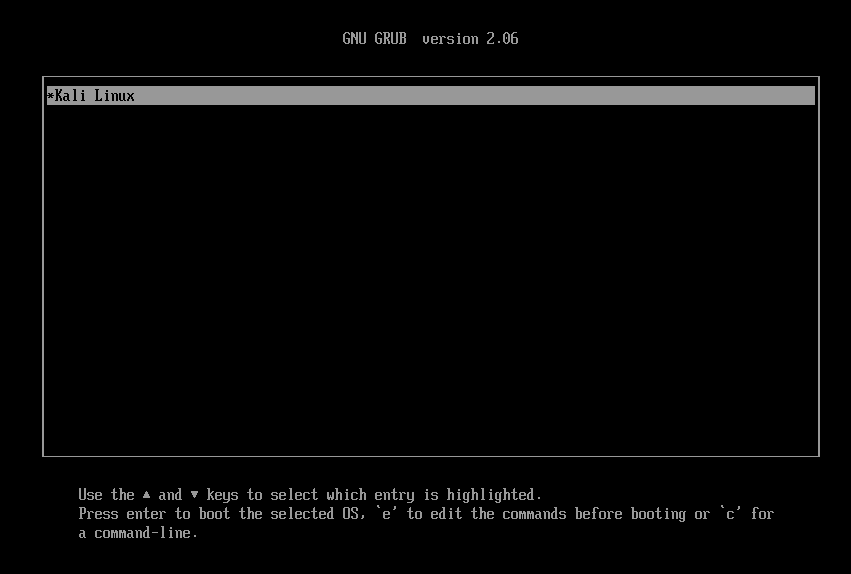 GNU GRUB  version 2.06
*Kali Linux
Use the ▲ and ▼ keys to select which entry is highlighted.
Press enter to boot the selected OS, `e' to edit the commands before booting or `c' for
a command-line.